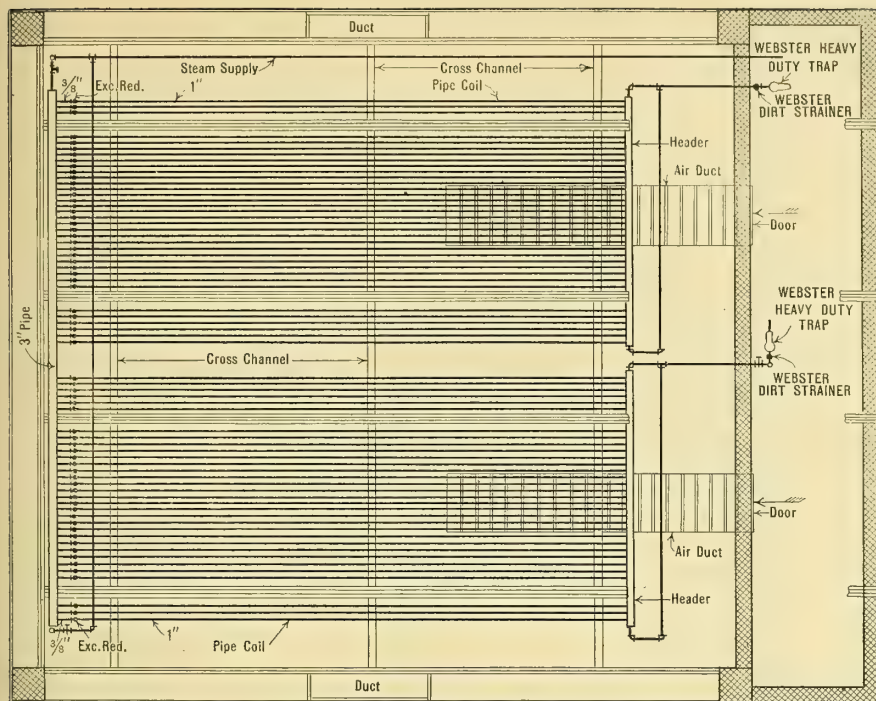 Duct
WEBSTER HEAVY
DUTY TRAP
Steam Supply
Cross Channel
3/8"
Exc.Red.
1"
Pipe Coil
WEBSTER
DIRT STRAINER
Header
Air Duct
Door
WEBSTER
HEAVY DUTY
TRAP
3" Pipe
Cross Channel
WEBSTER
DIRT STRAINER
Door
Air Duct
Header
3/8"
Exc.Red.
1"
Pipe Coil
Duct